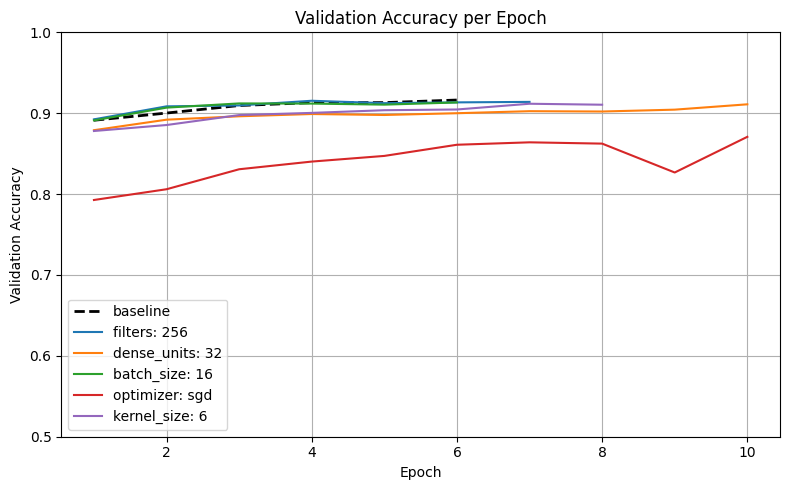 Validation Accuracy per Epoch
Validation Accuracy
1.0
0.9
0.8
0.7
0.6
0.5
baseline
filters: 256
dense_units: 32
batch_size: 16
optimizer: sgd
kernel_size: 6
2 4 6 8 10
Epoch